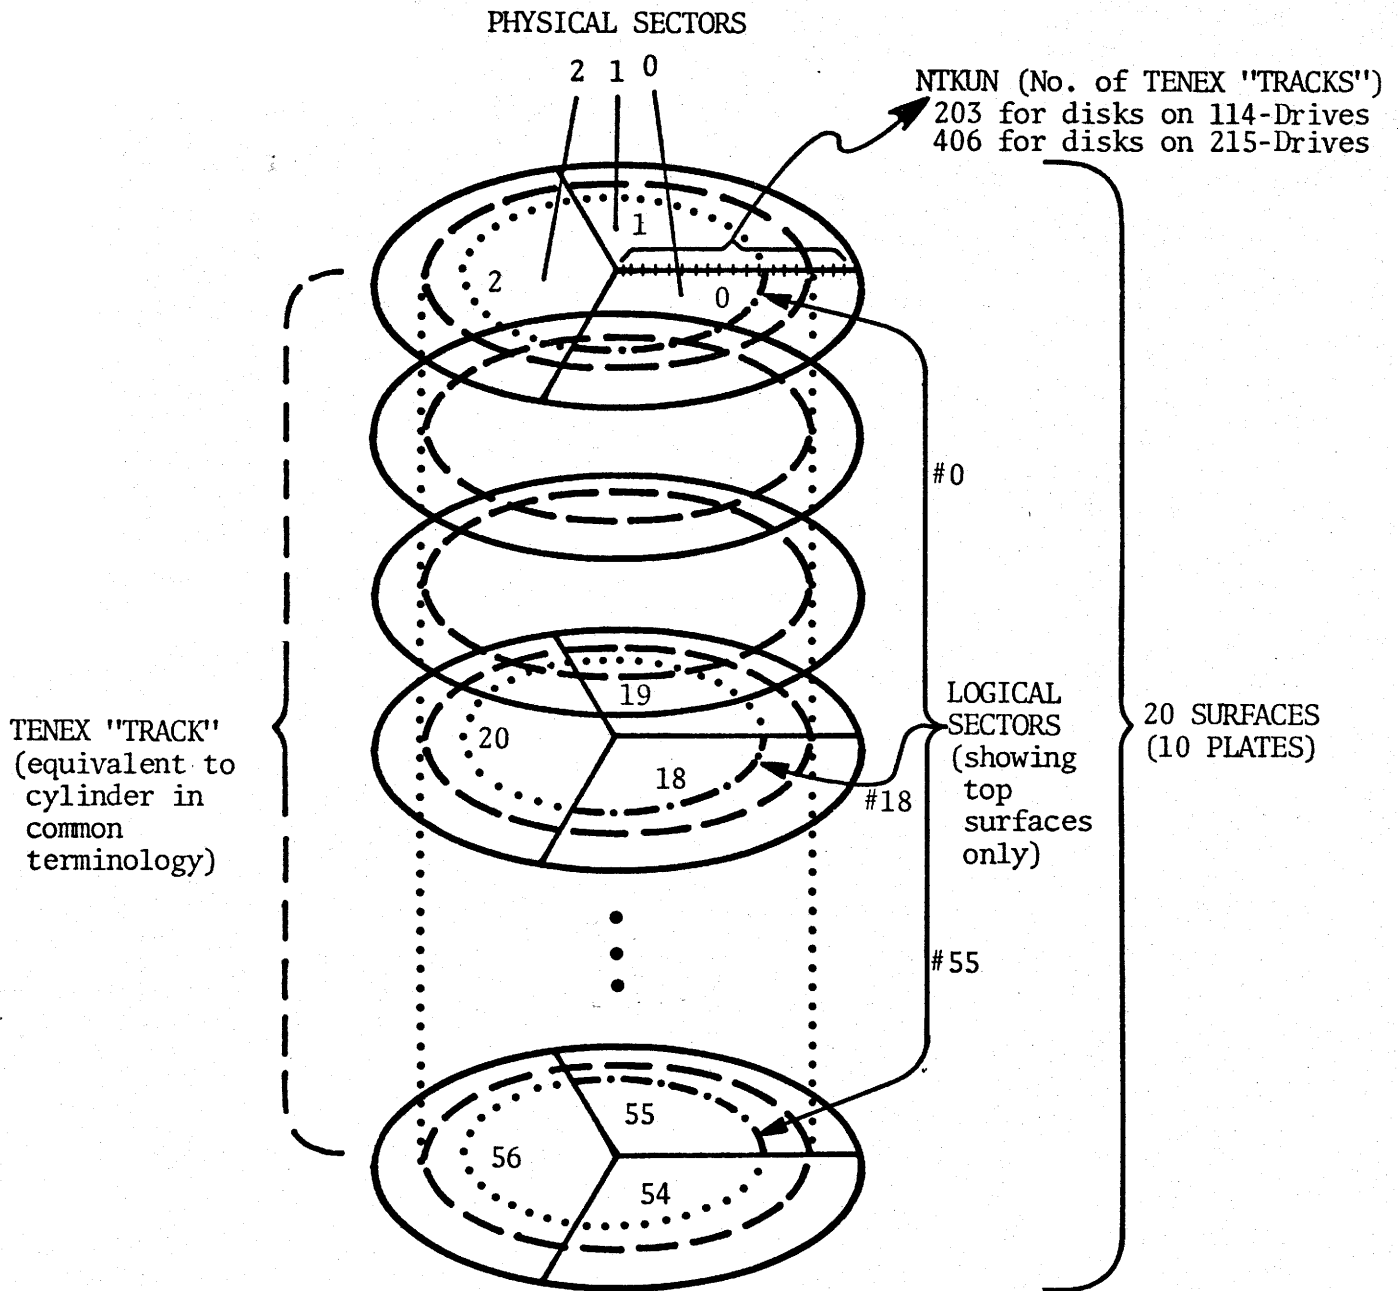 PHYSICAL SECTORS
2 1 0
NTKUN (No. of TENEX "TRACKS")
203 for disks on 114-Drives
406 for disks on 215-Drives
1
2
0
#0
19
20
18
#18
LOGICAL
SECTORS
(showing
top
surfaces
only)
20 SURFACES
(10 PLATES)
TENEX "TRACK"
(equivalent to
cylinder in
common
terminology)
#55
55
56
54